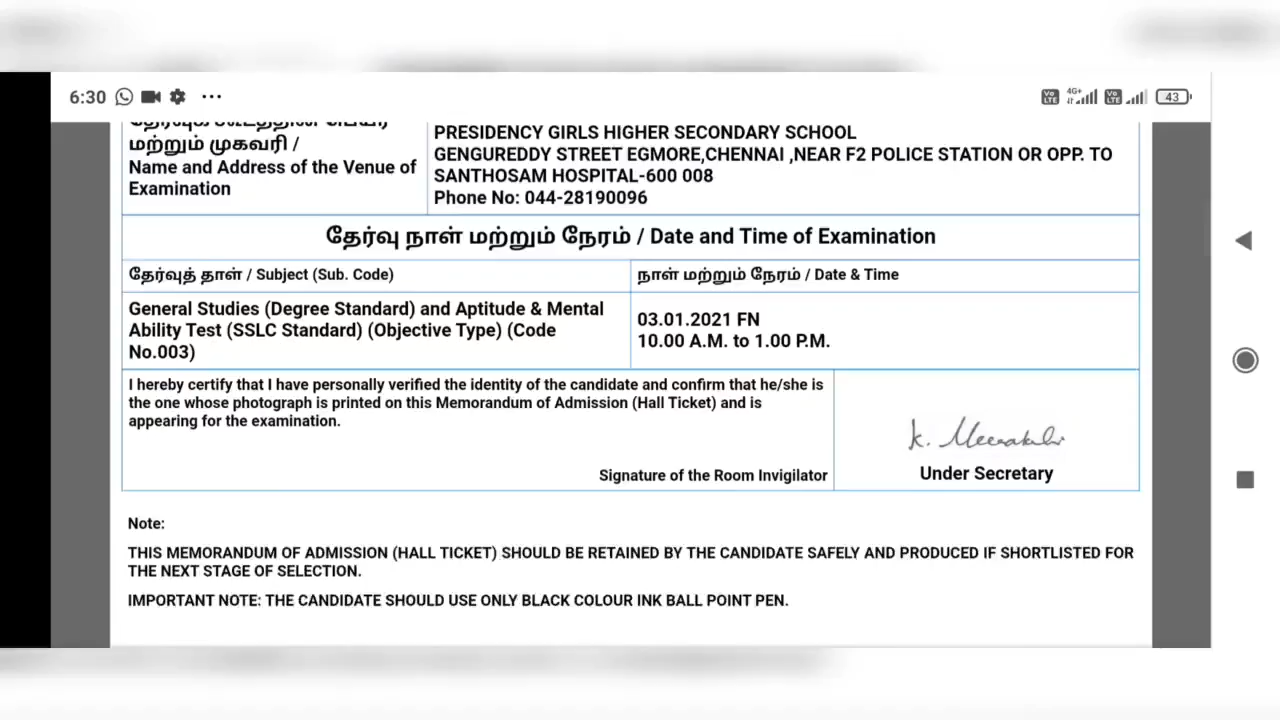 6:30
43
மற்றும் முகவரி /
Name and Address of the Venue of
Examination
PRESIDENCY GIRLS HIGHER SECONDARY SCHOOL
GENGUREDDY STREET EGMORE,CHENNAI ,NEAR F2 POLICE STATION OR OPP. TO
SANTHOSAM HOSPITAL-600 008
Phone No: 044-28190096
தேர்வு நாள் மற்றும் நேரம் / Date and Time of Examination
தேர்வுத் தாள் / Subject (Sub. Code)
நாள் மற்றும் நேரம் / Date & Time
General Studies (Degree Standard) and Aptitude & Mental
Ability Test (SSLC Standard) (Objective Type) (Code
No.003)
03.01.2021 FN
10.00 A.M. to 1.00 P.M.
I hereby certify that I have personally verified the identity of the candidate and confirm that he/she is
the one whose photograph is printed on this Memorandum of Admission (Hall Ticket) and is
appearing for the examination.
Signature of the Room Invigilator
K. Meenakshi
Under Secretary
Note:
THIS MEMORANDUM OF ADMISSION (HALL TICKET) SHOULD BE RETAINED BY THE CANDIDATE SAFELY AND PRODUCED IF SHORTLISTED FOR
THE NEXT STAGE OF SELECTION.
IMPORTANT NOTE: THE CANDIDATE SHOULD USE ONLY BLACK COLOUR INK BALL POINT PEN.